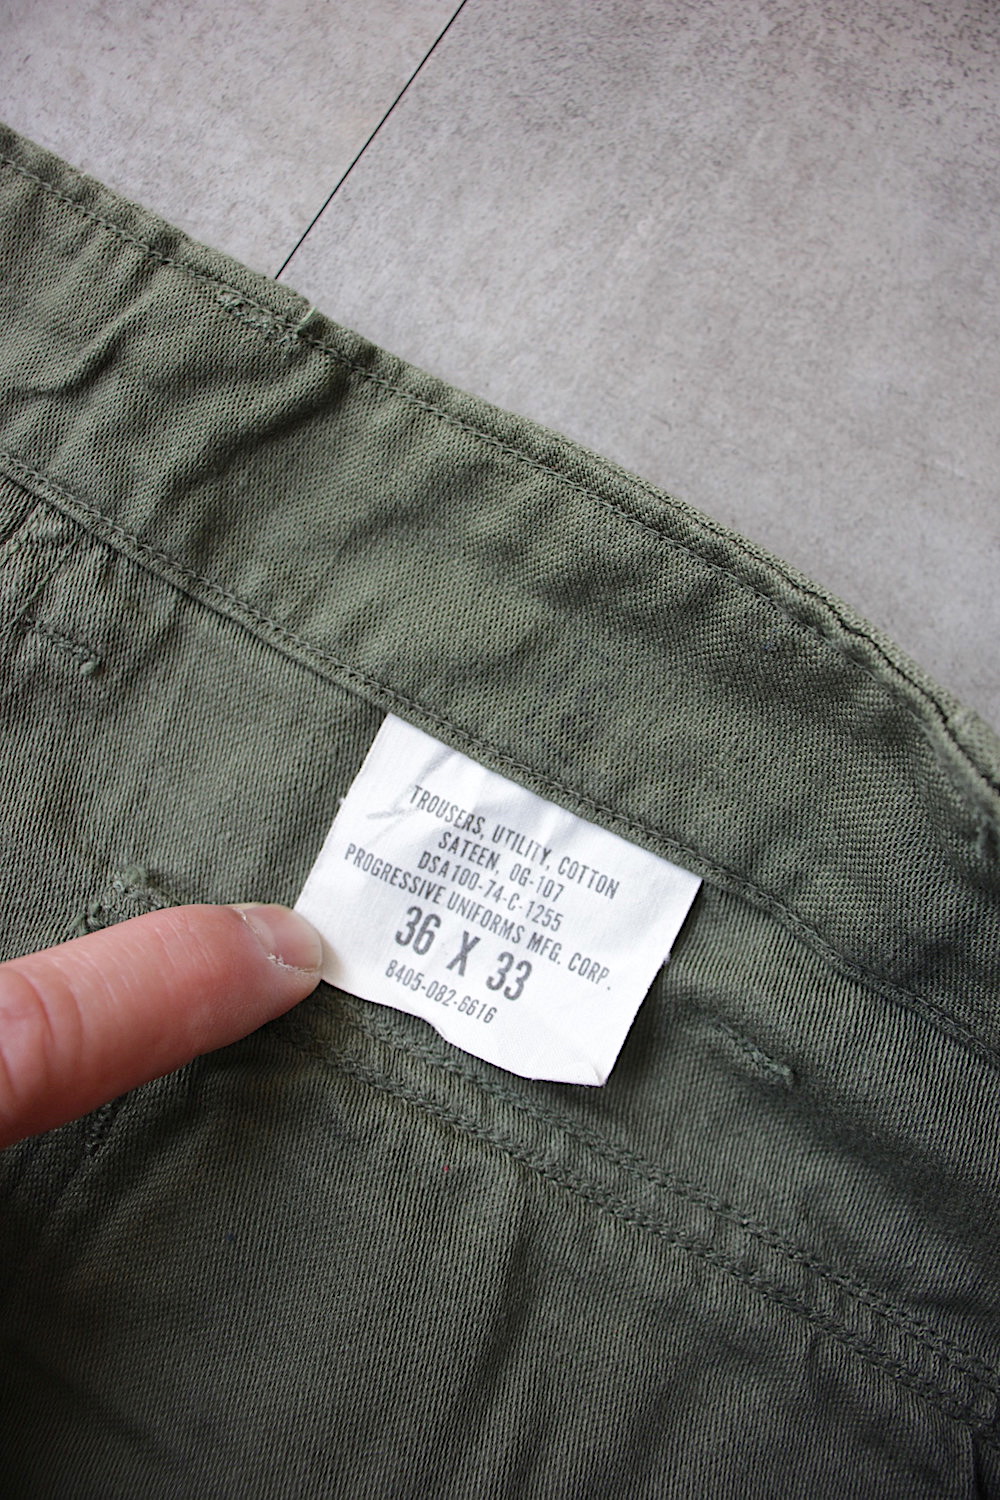 TROUSERS, UTILITY, COTTON
SATEEN, OG-107
DSA100-74-C-1255
PROGRESSIVE UNIFORMS MFG. CORP.
36 X 33
8405-082-6616